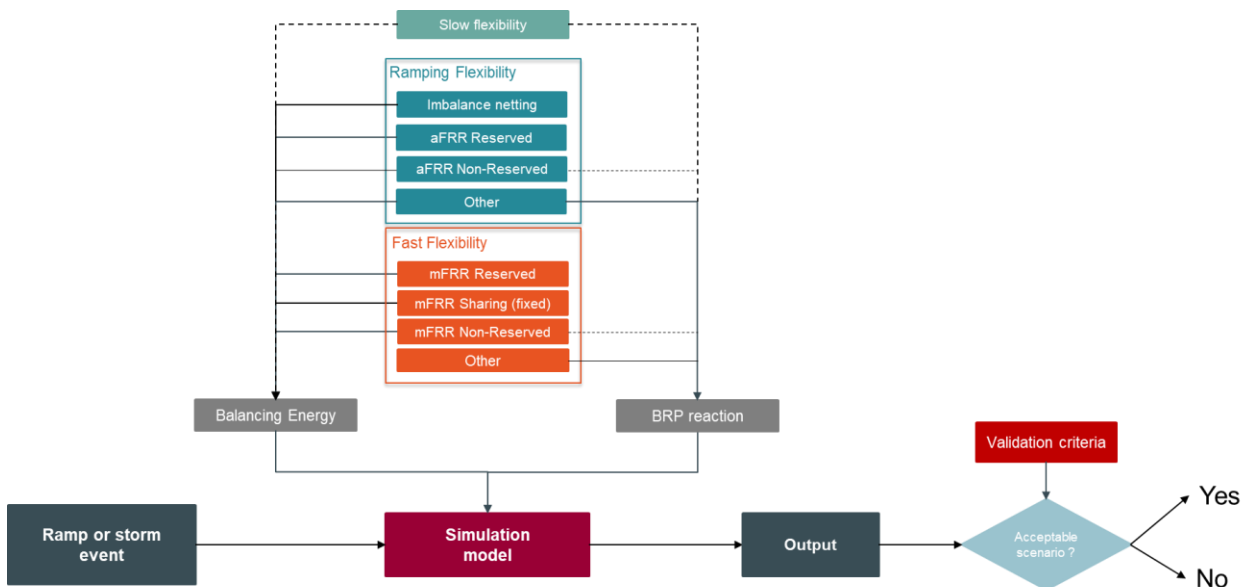 Slow flexibility
Ramping Flexibility
Imbalance netting
aFRR Reserved
aFRR Non-Reserved
Other
Fast Flexibility
mFRR Reserved
mFRR Sharing (fixed)
mFRR Non-Reserved
Other
Balancing Energy
BRP reaction
Validation criteria
Ramp or storm
event
Simulation
model
Output
Acceptable
scenario ?
Yes
No